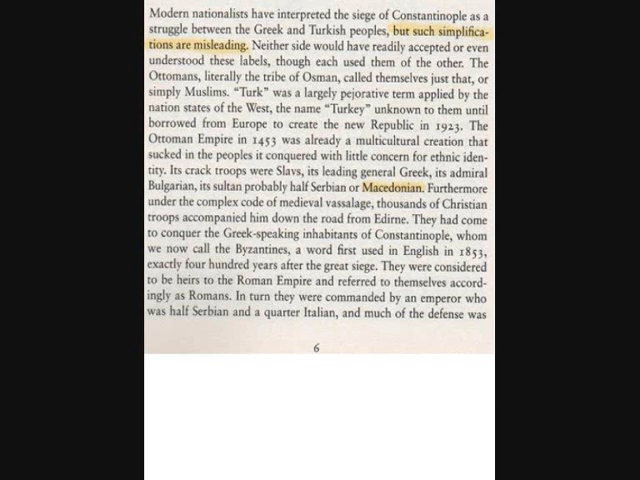 Modern nationalists have interpreted the siege of Constantinople as a
struggle between the Greek and Turkish peoples, but such simplifica-
tions are misleading. Neither side would have readily accepted or even
understood these labels, though each used them of the other. The
Ottomans, literally the tribe of Osman, called themselves just that, or
simply Muslims. “Turk” was a largely pejorative term applied by the
nation states of the West, the name “Turkey” unknown to them until
borrowed from Europe to create the new Republic in 1923. The
Ottoman Empire in 1453 was already a multicultural creation that
sucked in the peoples it conquered with little concern for ethnic iden-
tity. Its crack troops were Slavs, its leading general Greek, its admiral
Bulgarian, its sultan probably half Serbian or Macedonian. Furthermore
under the complex code of medieval vassalage, thousands of Christian
troops accompanied him down the road from Edirne. They had come
to conquer the Greek-speaking inhabitants of Constantinople, whom
we now call the Byzantines, a word first used in English in 1853,
exactly four hundred years after the great siege. They were considered
to be heirs to the Roman Empire and referred to themselves accord-
ingly as Romans. In turn they were commanded by an emperor who
was half Serbian and a quarter Italian, and much of the defense was
6